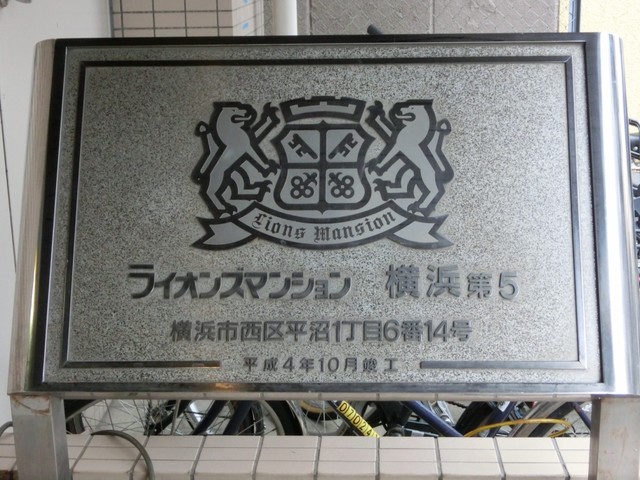 Lions Mansion
ライオンズマンション 横浜第5
横浜市西区平沼1丁目6番14号
平成4年10月竣工